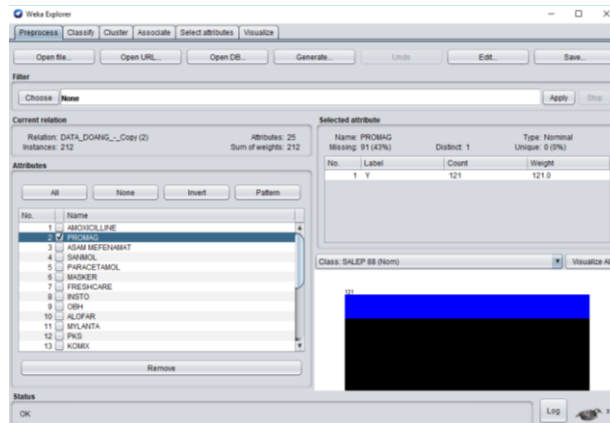 Weka Explorer
Preprocess Classify Cluster Associate Select attributes Visualize
Open file... Open URL... Open DB... Generate... Undo Edit... Save...
Filter
Choose None Apply Stop
Current relation
Relation: DATA_DOANG_-_Copy (2) Attributes: 25
Instances: 212 Sum of weights: 212
Attributes
All None Invert Pattern
No. Name
1 AMOXICILLINE
2 PROMAG
3 ASAM MEFENAMAT
4 SANMOL
5 PARACETAMOL
6 MASKER
7 FRESHCARE
8 INSTO
9 OBH
10 ALOFAR
11 MYLANTA
12 PKS
13 KOMIX
Remove
Selected attribute
Name: PROMAG Type: Nominal
Missing: 91 (43%) Distinct: 1 Unique: 0 (0%)
No. Label Count Weight
1 Y 121 121.0
Class: SALEP 88 (Nom) Visualize Al
121
Status
OK Log x